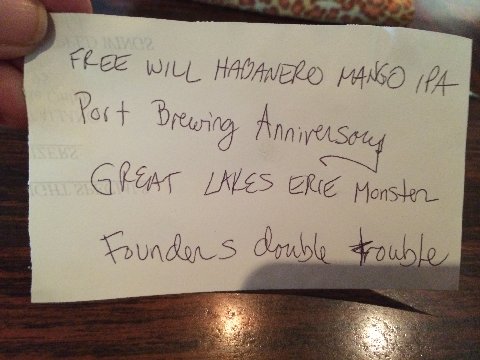 FREE WILL HABANERO MANGO IPA
Port Brewing Anniversary
GREAT LAKES ERIE Monster
Founders double trouble